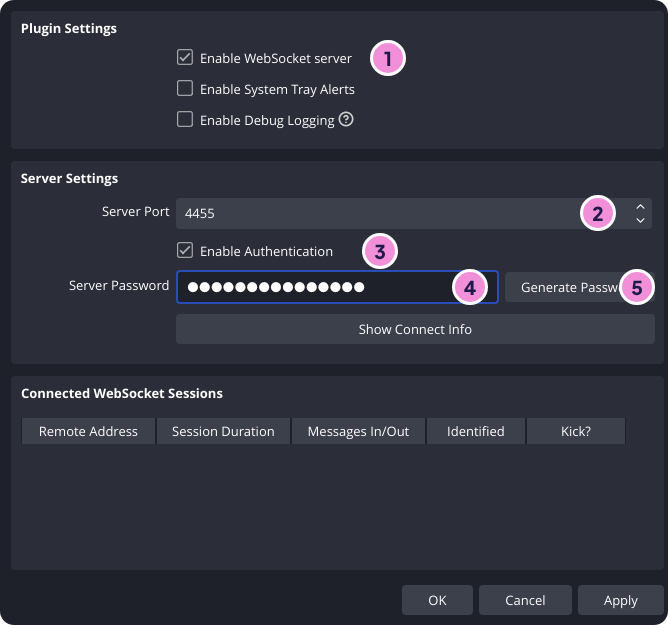 Plugin Settings
Enable WebSocket server 1
Enable System Tray Alerts
Enable Debug Logging ?
Server Settings
Server Port 4455 2
Enable Authentication 3
Server Password ●●●●●●●●●●●●●●● 4 Generate Passw 5
Show Connect Info
Connected WebSocket Sessions
Remote Address Session Duration Messages In/Out Identified Kick?
OK Cancel Apply